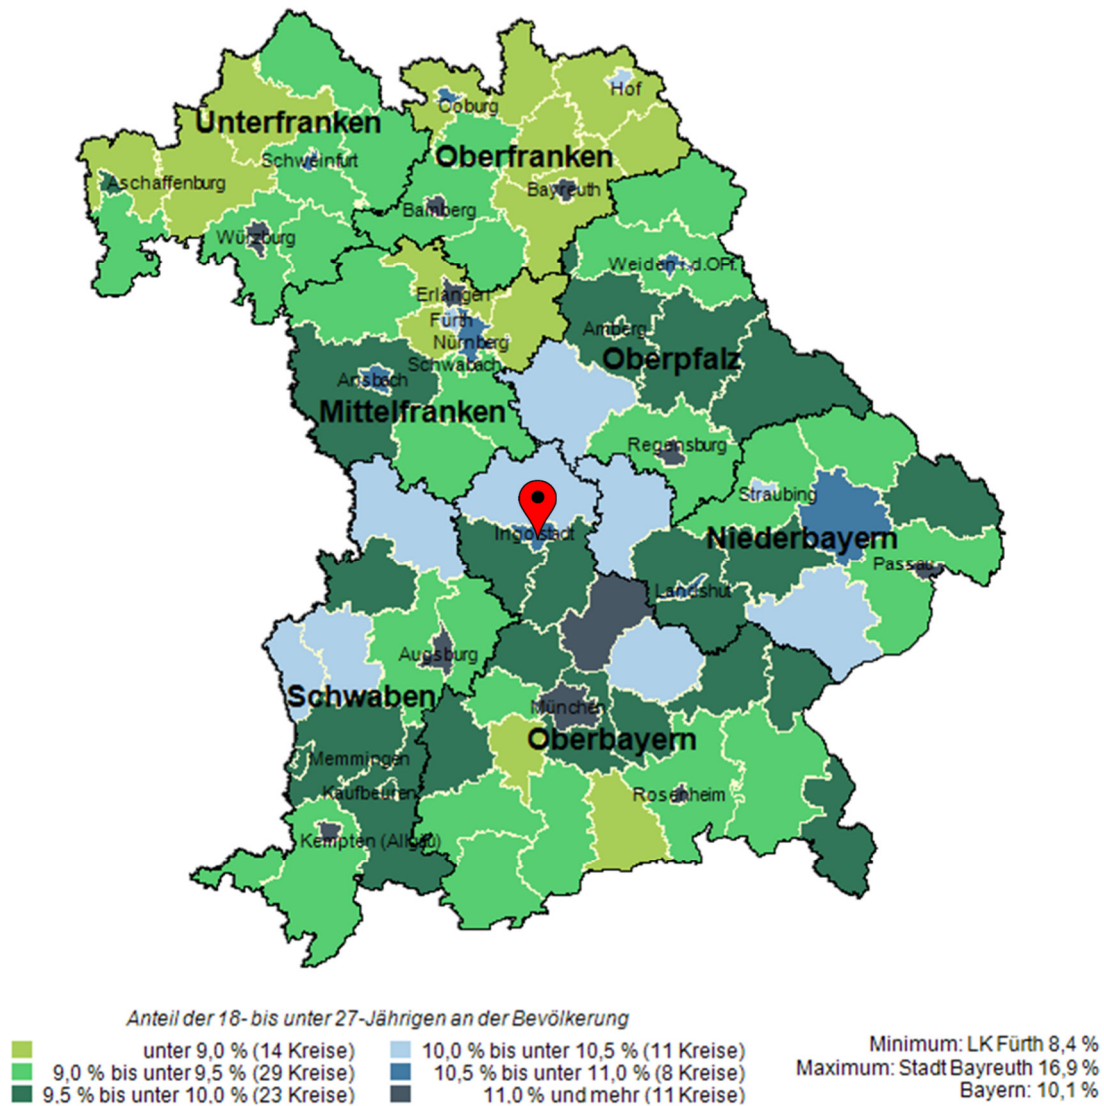 Hof
Coburg
Unterfranken
Schweinfurt
Oberfranken
Aschaffenburg
Bayreuth
Bamberg
Würzburg
Weiden i.d.OPf.
Erlangen
Fürth
Amberg
Nürnberg
Oberpfalz
Schwabach
Ansbach
Mittelfranken
Regensburg
Straubing
Ingolstadt
Niederbayern
Passau
Landshut
Augsburg
Schwaben
München
Oberbayern
Memmingen
Kaufbeuren
Rosenheim
Kempten (Allgäu)
Anteil der 18- bis unter 27-Jährigen an der Bevölkerung
unter 9,0 % (14 Kreise)
9,0 % bis unter 9,5 % (29 Kreise)
9,5 % bis unter 10,0 % (23 Kreise)
10,0 % bis unter 10,5 % (11 Kreise)
10,5 % bis unter 11,0 % (8 Kreise)
11,0 % und mehr (11 Kreise)
Minimum: LK Fürth 8,4 %
Maximum: Stadt Bayreuth 16,9 %
Bayern: 10,1 %